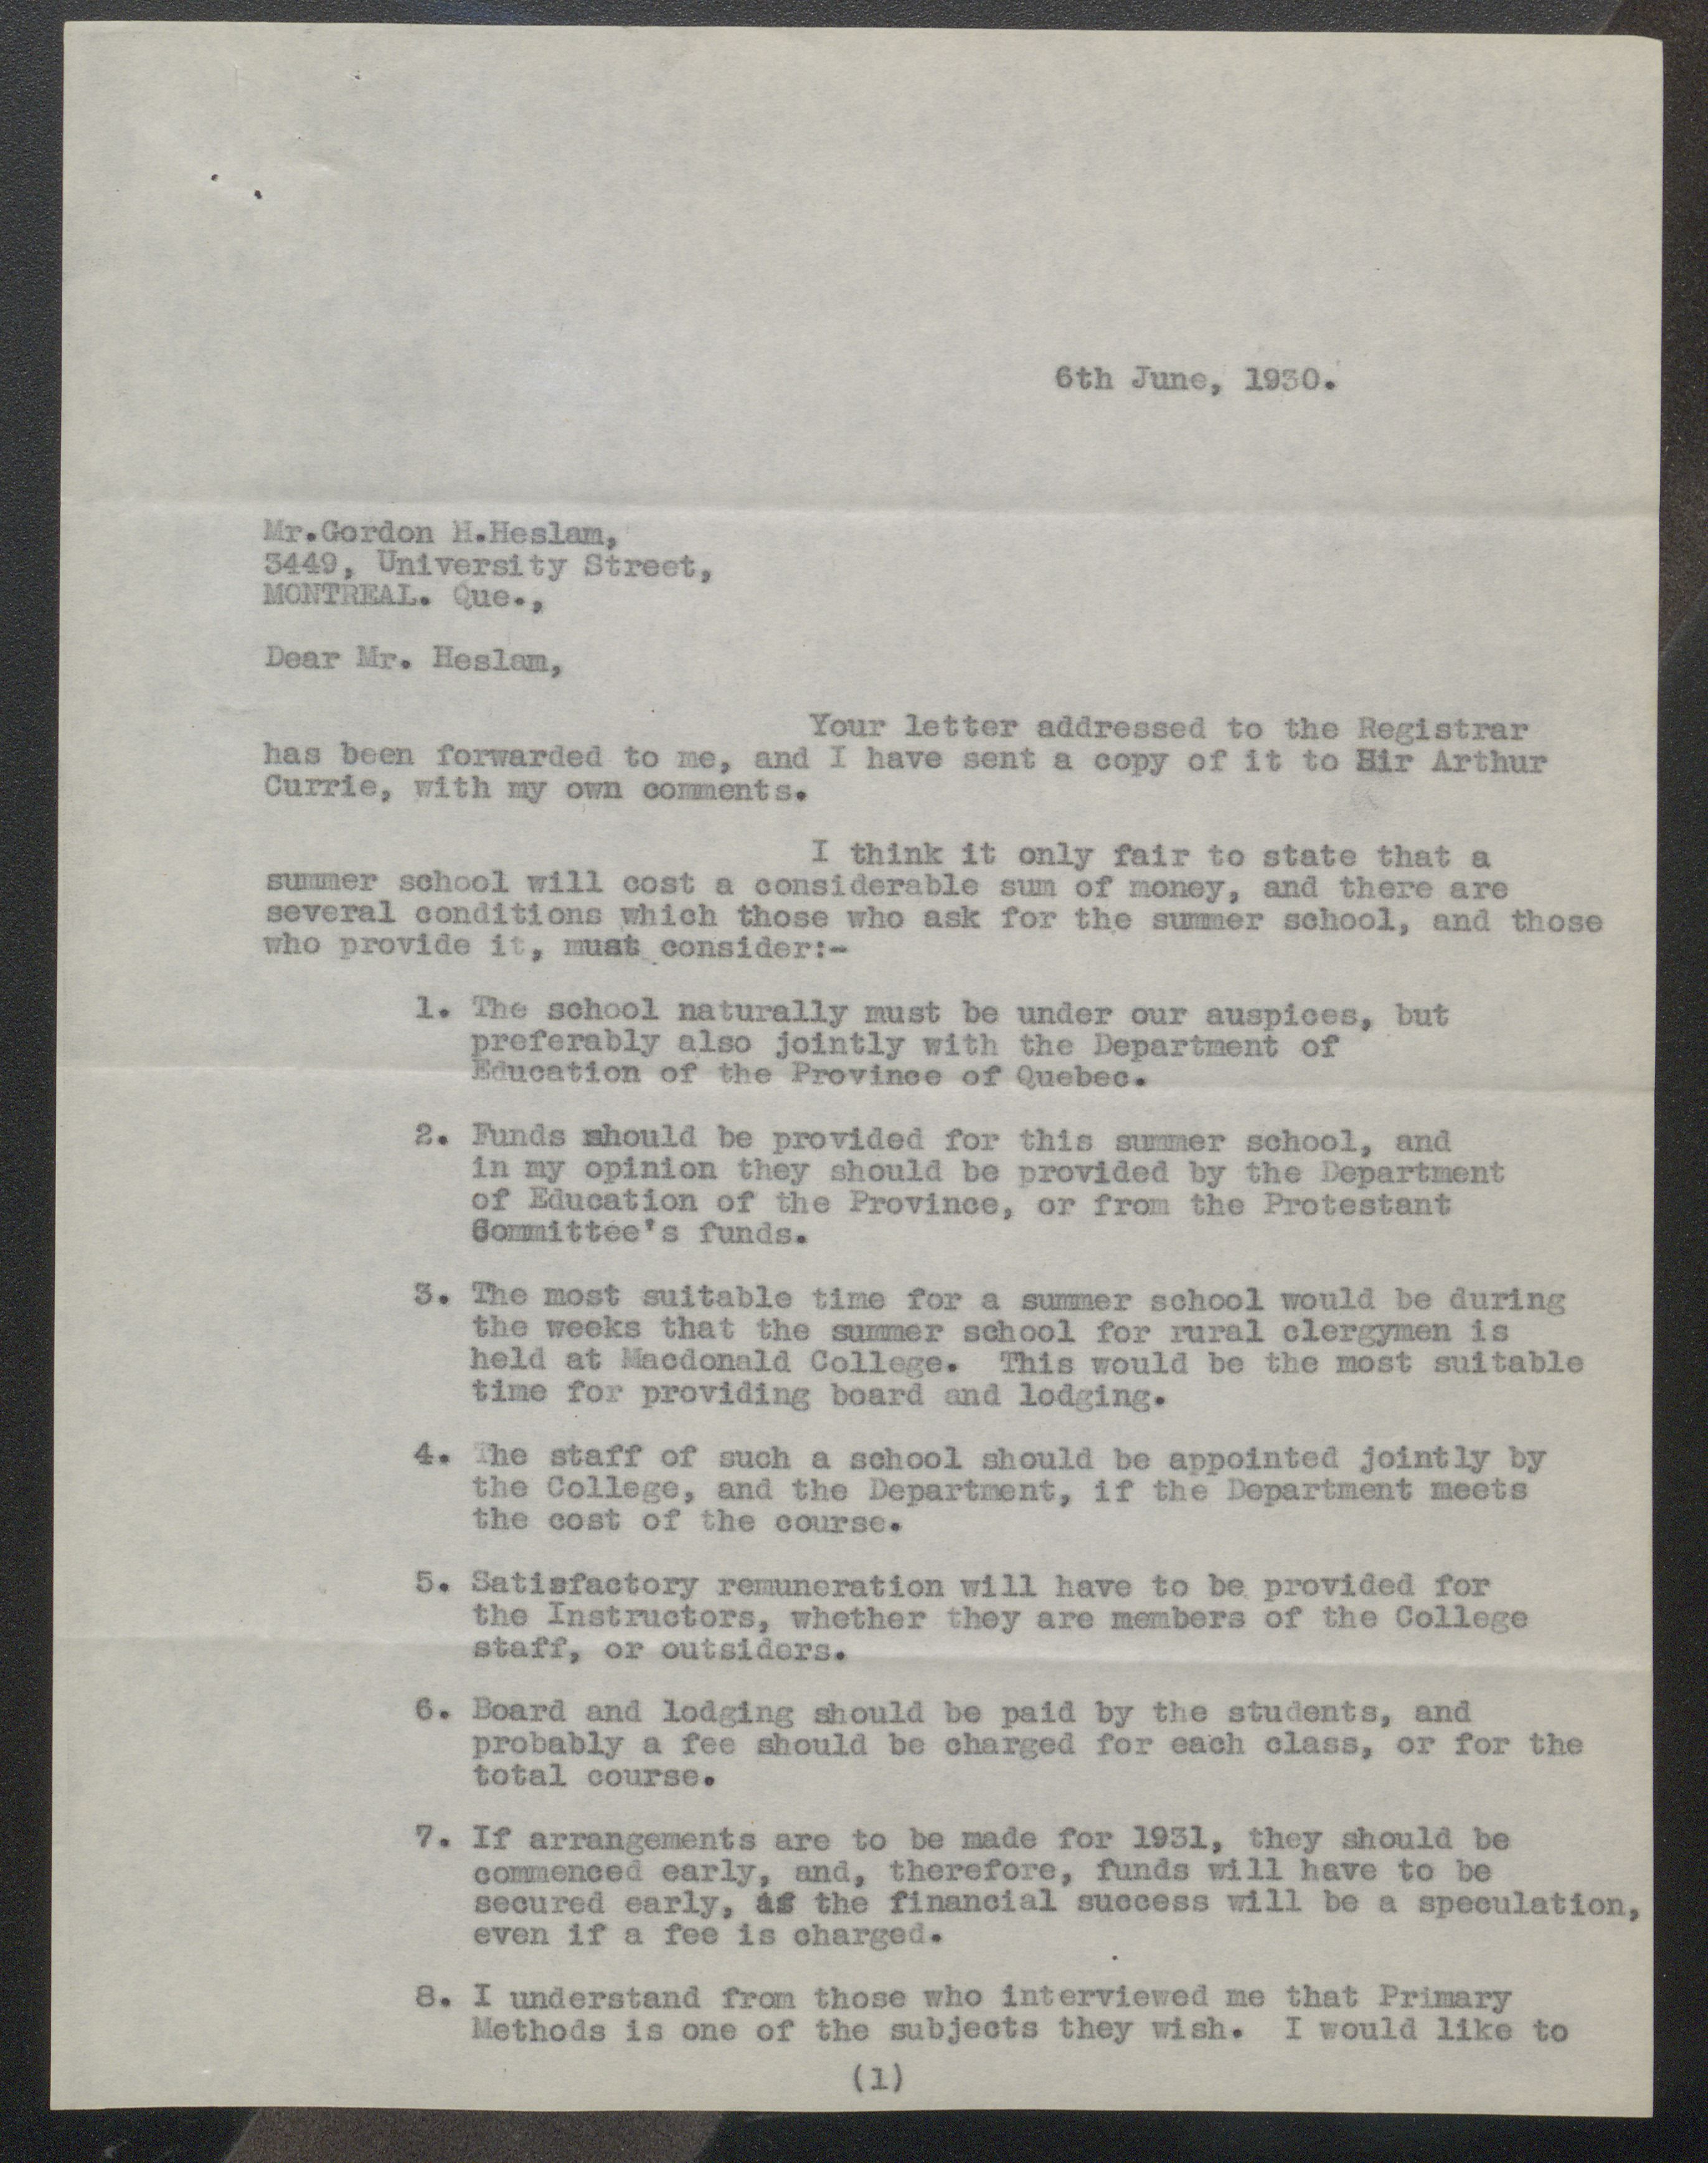 6th June, 1930.
Mr.Gordon H.Heslam,
3449, University Street,
MONTREAL. Que.,
Dear Mr. Heslam,
Your letter addressed to the Registrar
has been forwarded to me, and I have sent a copy of it to Sir Arthur
Currie, with my own comments.
I think it only fair to state that a
summer school will cost a considerable sum of money, and there are
several conditions which those who ask for the summer school, and those
who provide it, must consider:-
1. The school naturally must be under our auspices, but
preferably also jointly with the Department of
Education of the Province of Quebec.
2. Funds should be provided for this summer school, and
in my opinion they should be provided by the Department
of Education of the Province, or from the Protestant
Committee's funds.
3. The most suitable time for a summer school would be during
the weeks that the summer school for rural clergymen is
held at Macdonald College. This would be the most suitable
time for providing board and lodging.
4. The staff of such a school should be appointed jointly by
the College, and the Department, if the Department meets
the cost of the course.
5. Satisfactory remuneration will have to be provided for
the Instructors, whether they are members of the College
staff, or outsiders.
6. Board and lodging should be paid by the students, and
probably a fee should be charged for each class, or for the
total course.
7. If arrangements are to be made for 1931, they should be
commenced early, and, therefore, funds will have to be
secured early, as the financial success will be a speculation,
even if a fee is charged.
8. I understand from those who interviewed me that Primary
Methods is one of the subjects they wish. I would like to
(1)